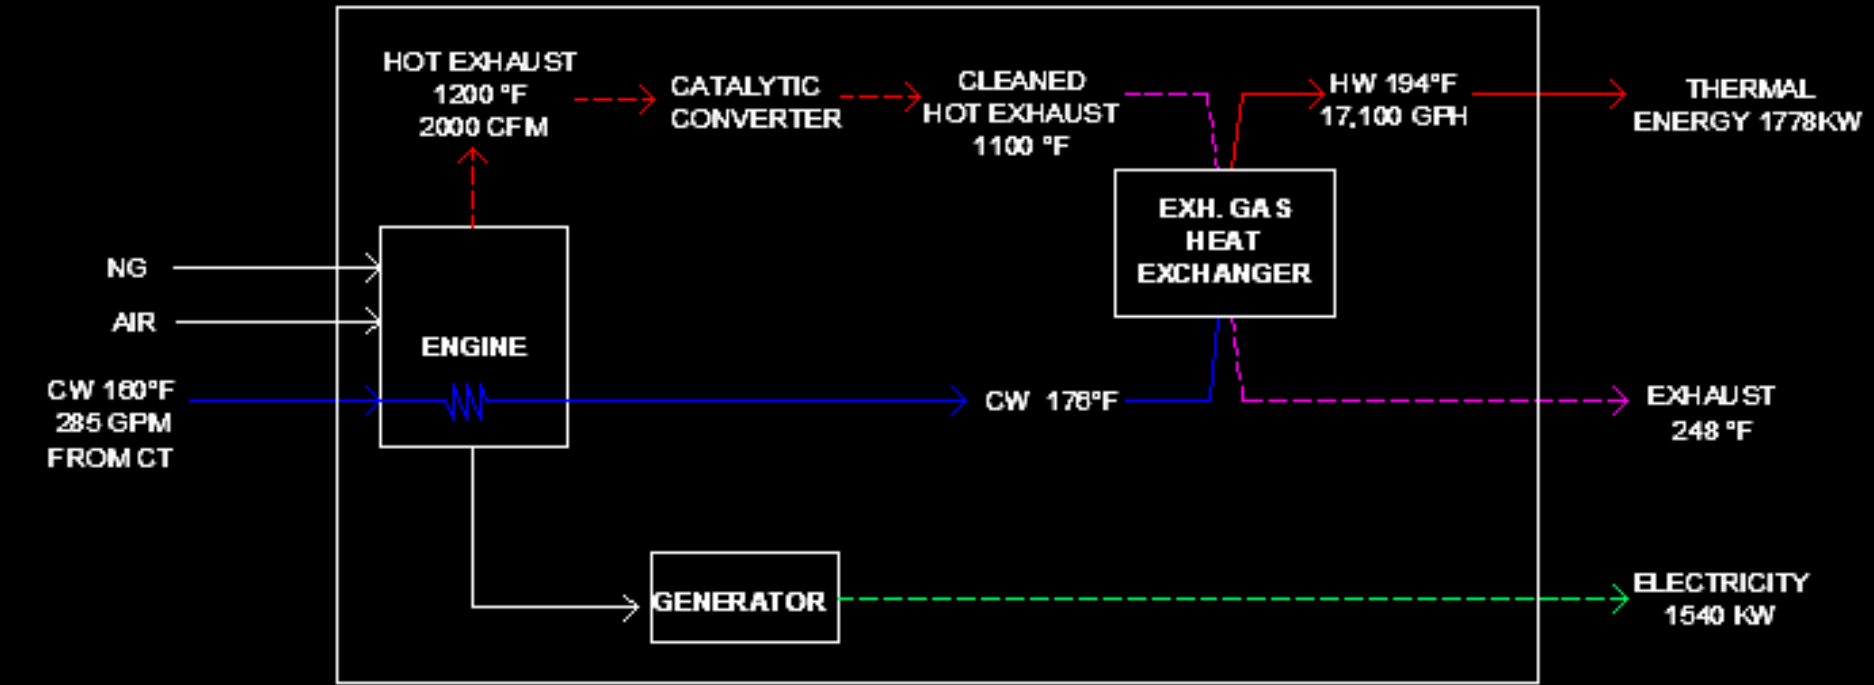 HOT EXHAUST
1200 °F
2000 CFM
CATALYTIC
CONVERTER
CLEANED
HOT EXHAUST
1100 °F
HW 194°F
17,100 GPH
THERMAL
ENERGY 1778KW
EXH. GAS
HEAT
EXCHANGER
NG
AIR
ENGINE
CW 160°F
285 GPM
FROM CT
CW 176°F
EXHAUST
248 °F
GENERATOR
ELECTRICITY
1540 KW